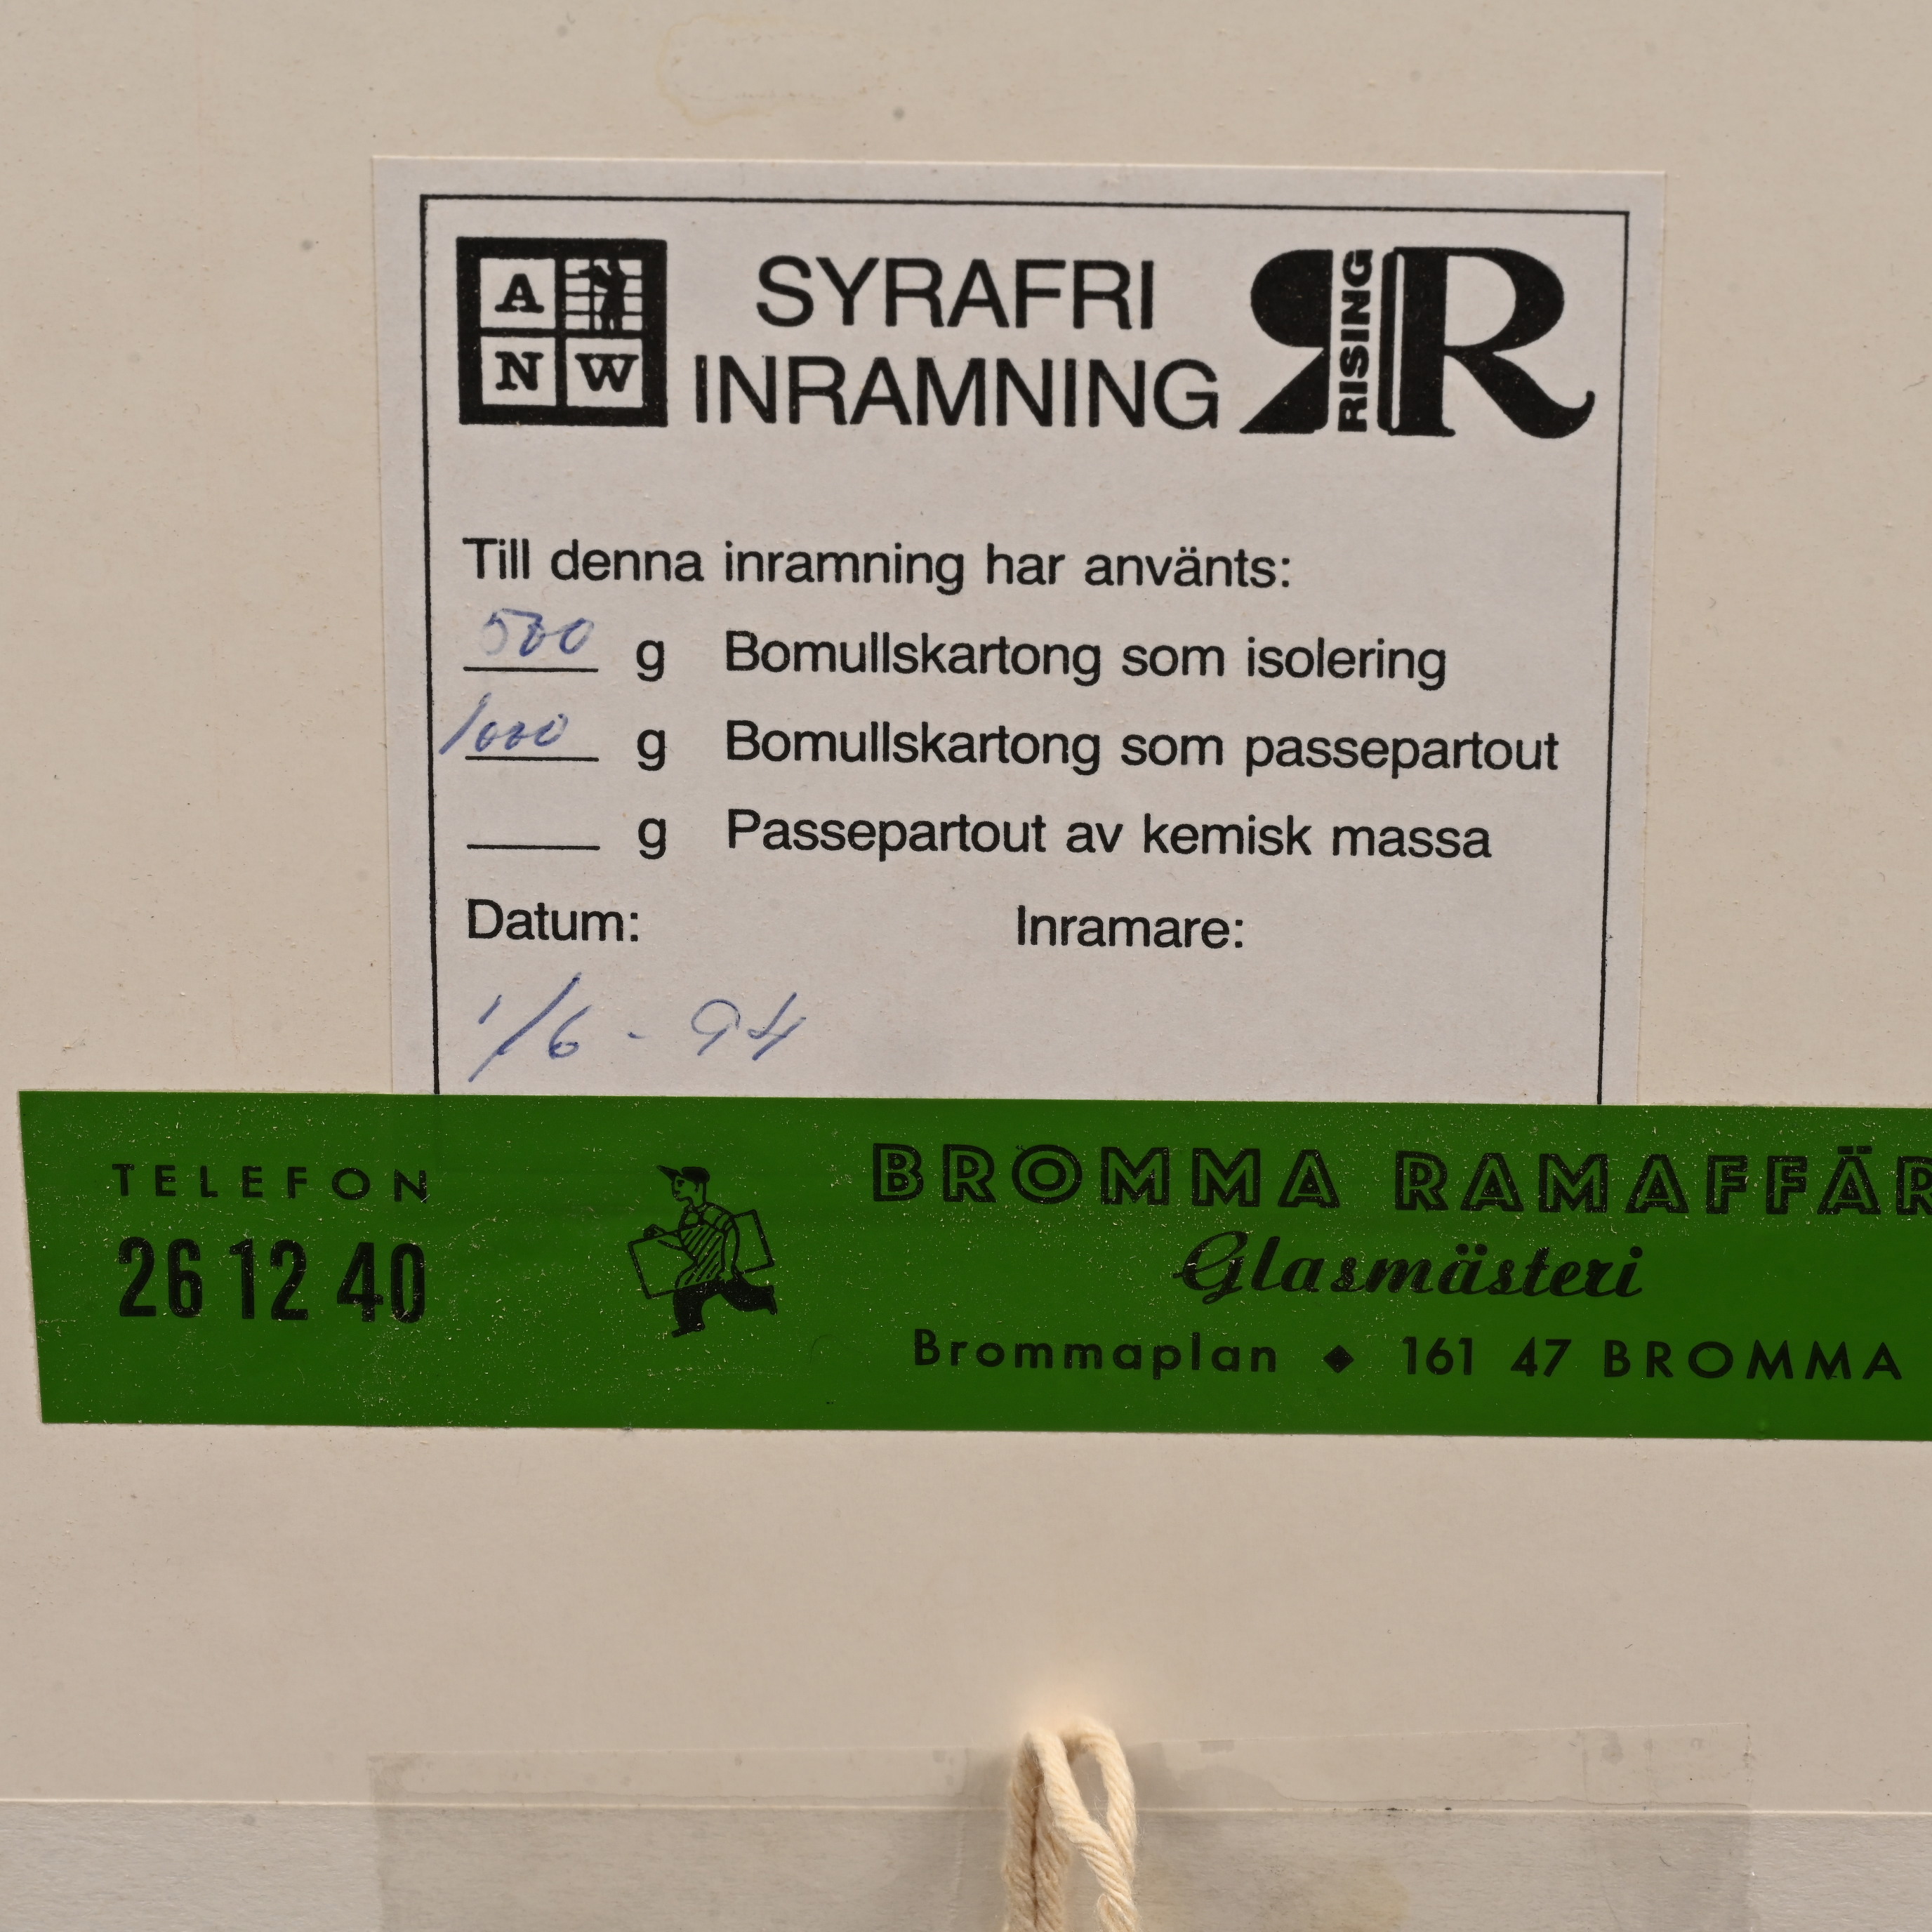 A
N W
SYRAFRI
INRAMNING
RISING
R
Till denna inramning har använts:
500 g Bomullskartong som isolering
1000 g Bomullskartong som passepartout
____ g Passepartout av kemisk massa
Datum: Inramare:
1/6 - 94
TELEFON
26 12 40
BROMMA RAMAFFÄR
Glasmästeri
Brommaplan ◆ 161 47 BROMMA